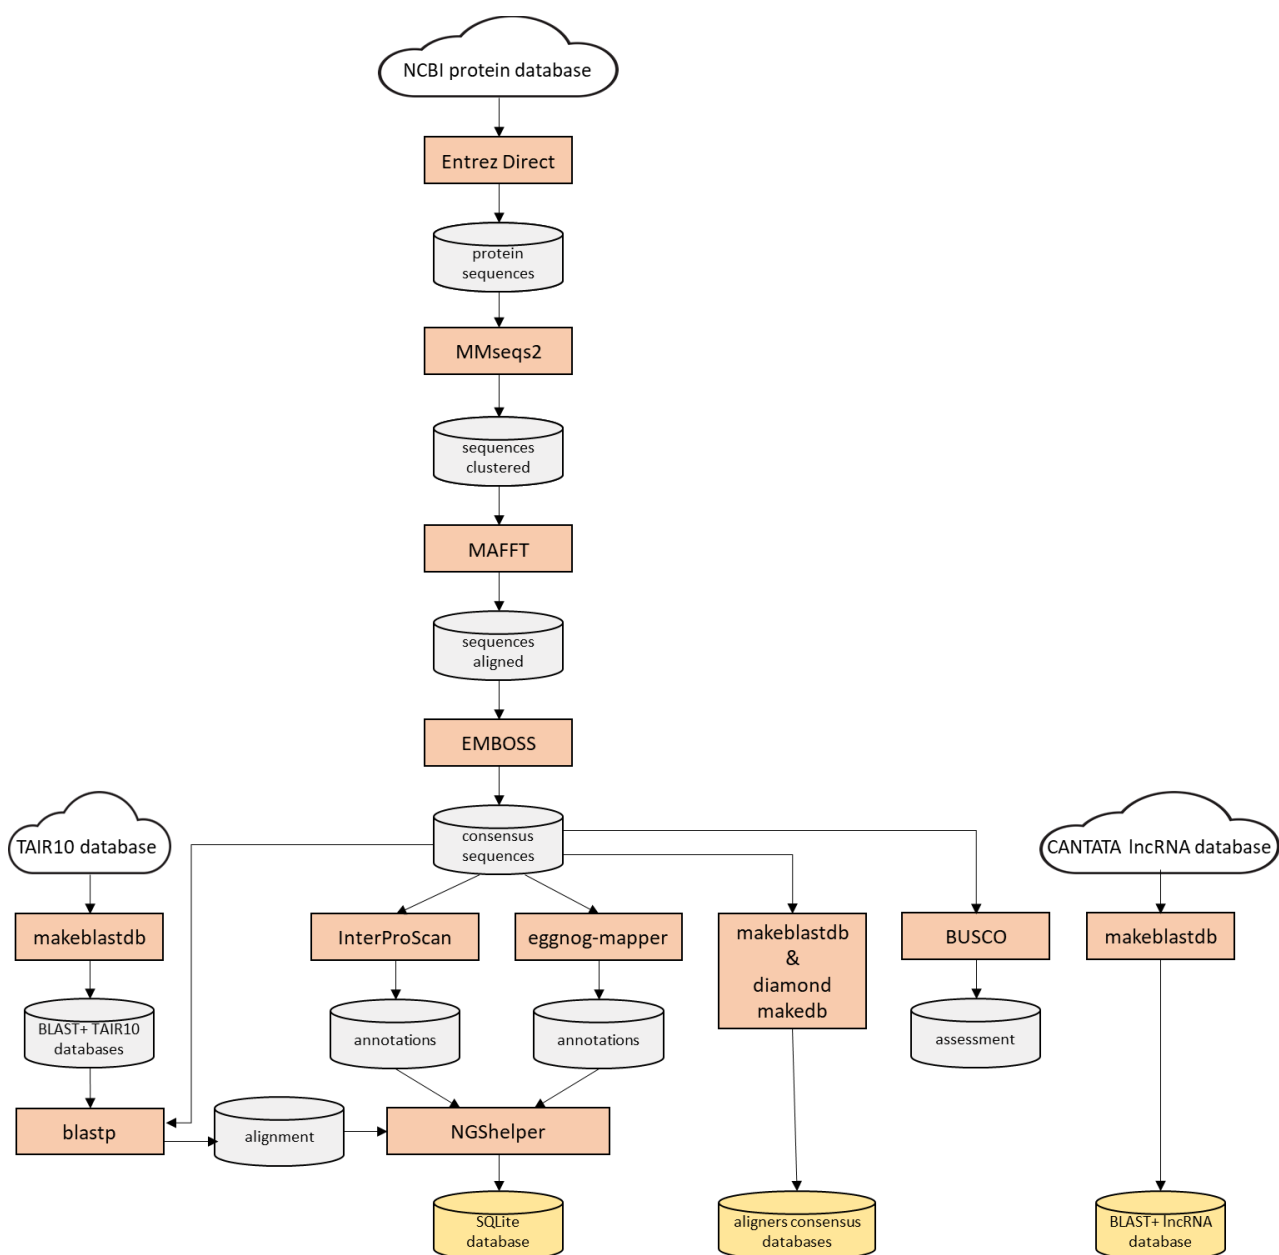 NCBI protein database
Entrez Direct
protein
sequences
MMseqs2
sequences
clustered
MAFFT
sequences
aligned
EMBOSS
consensus
sequences
TAIR10 database
CANTATA lncRNA database
makeblastdb
InterProScan
eggnog-mapper
makeblastdb
&
diamond
makedb
BUSCO
makeblastdb
BLAST+ TAIR10
databases
annotations
annotations
assessment
blastp
alignment
NGShelper
SQLite
database
aligners consensus
databases
BLAST+ lncRNA
database